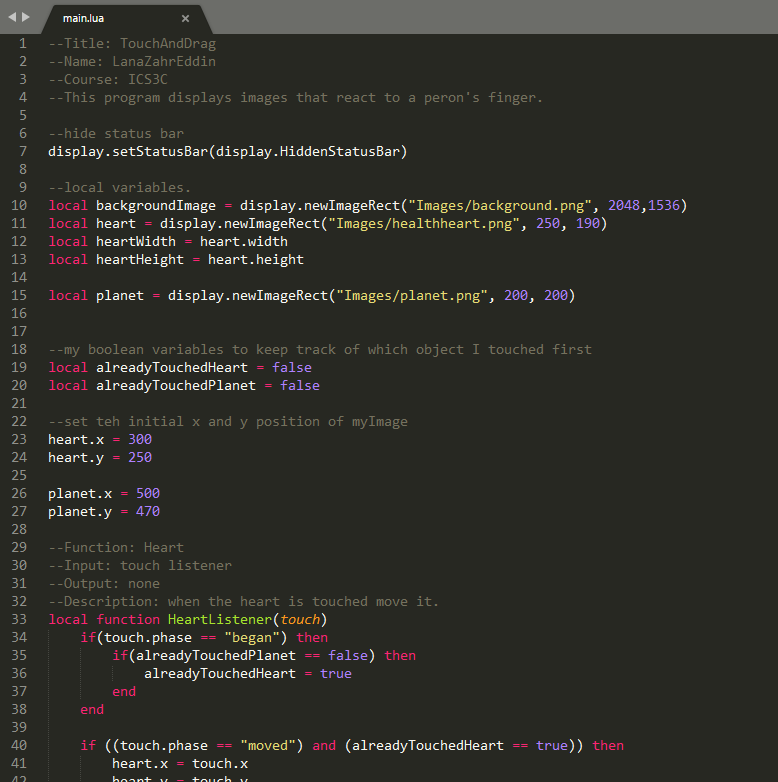 main.lua ×
1 --Title: TouchAndDrag
2 --Name: LanaZahrEddin
3 --Course: ICS3C
4 --This program displays images that react to a peron's finger.
5
6 --hide status bar
7 display.setStatusBar(display.HiddenStatusBar)
8
9 --local variables.
10 local backgroundImage = display.newImageRect("Images/background.png", 2048,1536)
11 local heart = display.newImageRect("Images/healthheart.png", 250, 190)
12 local heartWidth = heart.width
13 local heartHeight = heart.height
14
15 local planet = display.newImageRect("Images/planet.png", 200, 200)
16
17
18 --my boolean variables to keep track of which object I touched first
19 local alreadyTouchedHeart = false
20 local alreadyTouchedPlanet = false
21
22 --set teh initial x and y position of myImage
23 heart.x = 300
24 heart.y = 250
25
26 planet.x = 500
27 planet.y = 470
28
29 --Function: Heart
30 --Input: touch listener
31 --Output: none
32 --Description: when the heart is touched move it.
33 local function HeartListener(touch)
34     if(touch.phase == "began") then
35         if(alreadyTouchedPlanet == false) then
36             alreadyTouchedHeart = true
37         end
38     end
39
40     if ((touch.phase == "moved") and (alreadyTouchedHeart == true)) then
41         heart.x = touch.x
42         heart.y = touch.y